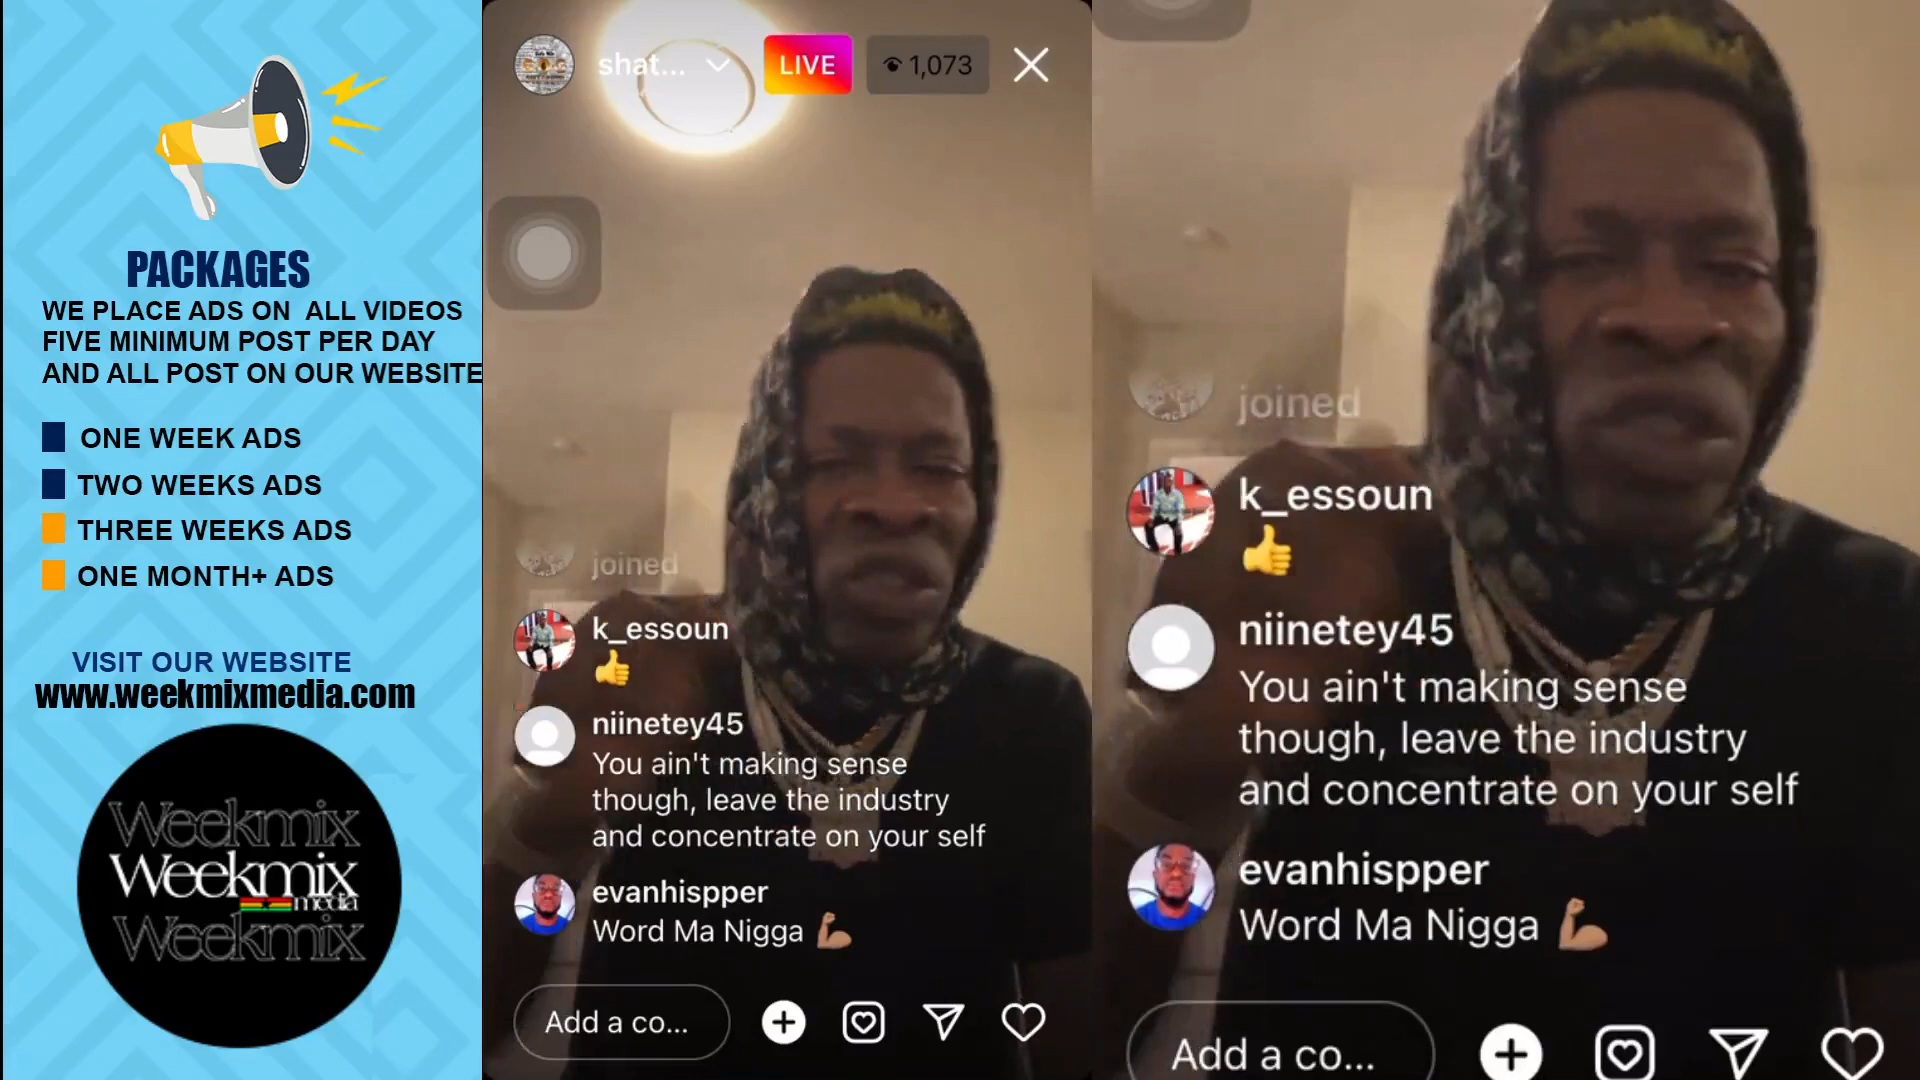 PACKAGES
WE PLACE ADS ON ALL VIDEOS
FIVE MINIMUM POST PER DAY
AND ALL POST ON OUR WEBSITE
ONE WEEK ADS
TWO WEEKS ADS
THREE WEEKS ADS
ONE MONTH+ ADS
VISIT OUR WEBSITE
www.weekmixmedia.com
Weekmix
Weekmix
media
Weekmix
shat...
LIVE
1,073
joined
k_essoun
👍
niinetey45
You ain't making sense
though, leave the industry
and concentrate on your self
evanhispper
Word Ma Nigga 💪🏼
Add a co...
joined
k_essoun
👍
niinetey45
You ain't making sense
though, leave the industry
and concentrate on your self
evanhispper
Word Ma Nigga 💪🏼
Add a co...